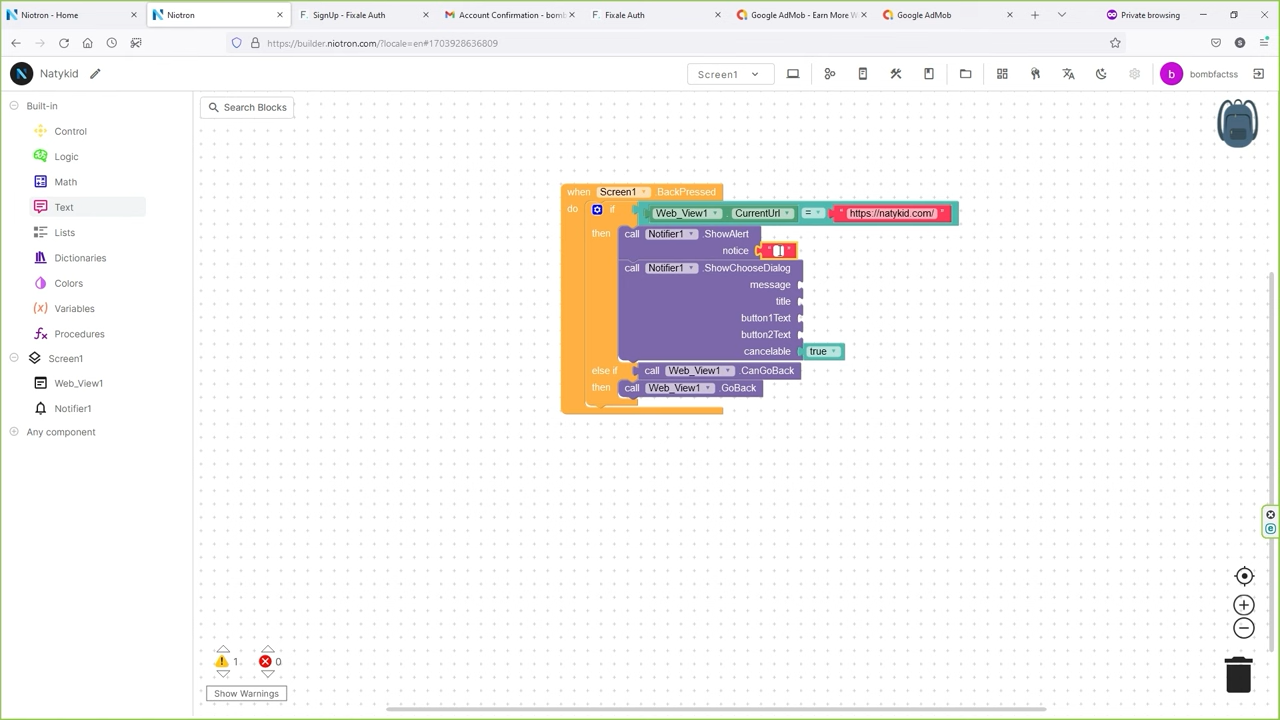 Niotron - Home
Niotron
SignUp - Fixale Auth
Account Confirmation - bomb
Fixale Auth
Google AdMob - Earn More W
Google AdMob
Private browsing
https://builder.niotron.com/?locale=en#1703928636809
Natykid
Screen1
b
bombfactss
Built-in
Search Blocks
Control
Logic
Math
Text
Lists
Dictionaries
Colors
Variables
Procedures
Screen1
Web_View1
Notifier1
Any component
when Screen1 .BackPressed
do if Web_View1 . CurrentUrl = " https://natykid.com/ "
then call Notifier1 .ShowAlert
notice " "
call Notifier1 .ShowChooseDialog
message
title
button1Text
button2Text
cancelable true
else if call Web_View1 .CanGoBack
then call Web_View1 .GoBack
1 0
Show Warnings